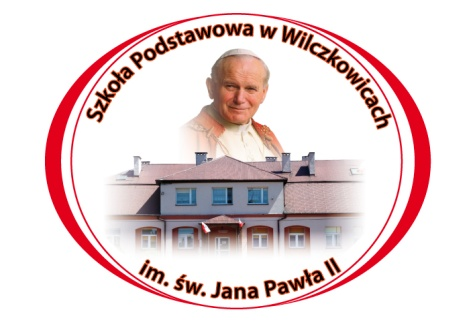 Szkoła Podstawowa w Wilczkowicach
im. św. Jana Pawła II